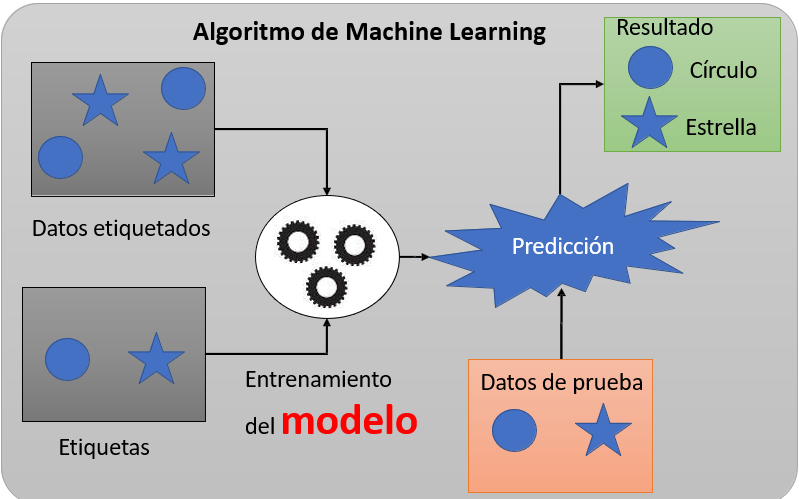 Algoritmo de Machine Learning
Datos etiquetados
Etiquetas
Entrenamiento
del modelo
Predicción
Datos de prueba
Resultado
Círculo
Estrella